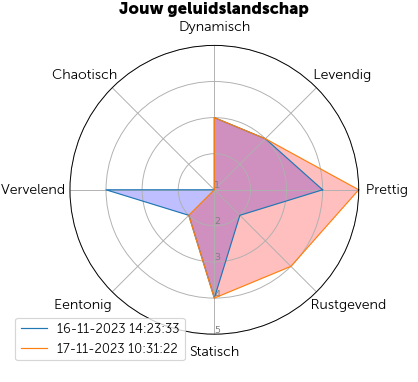 Jouw geluidslandschap
Dynamisch
Chaotisch
Levendig
Vervelend
Prettig
1
2
3
4
5
Eentonig
Rustgevend
Statisch
16-11-2023 14:23:33
17-11-2023 10:31:22